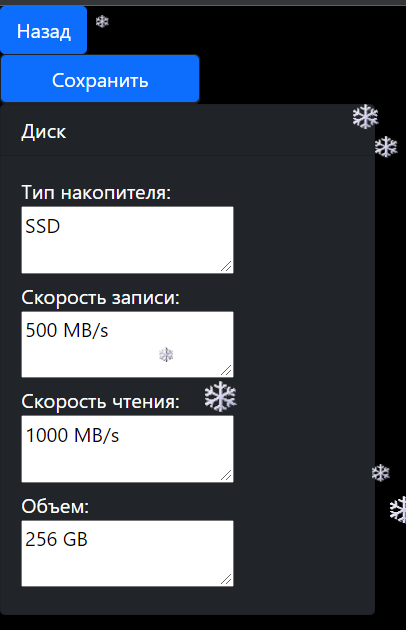 Назад
Сохранить
Диск
Тип накопителя:
SSD
Скорость записи:
500 MB/s
Скорость чтения:
1000 MB/s
Объем:
256 GB